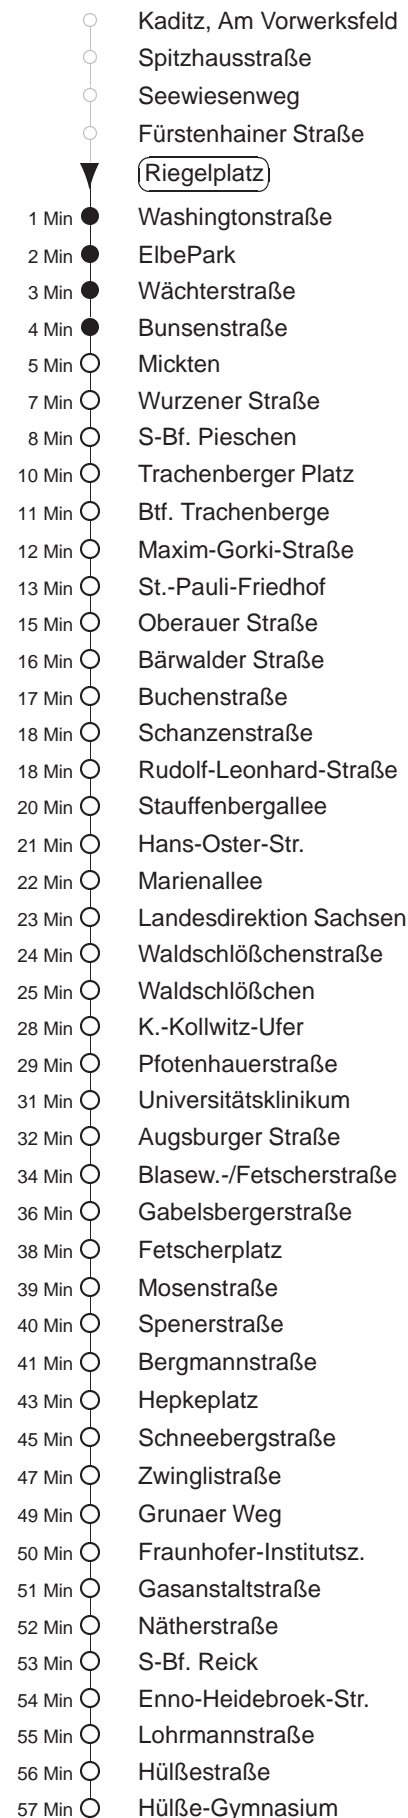 Kaditz, Am Vorwerksfeld
Spitzhausstraße
Seewiesenweg
Fürstenhainer Straße
Riegelplatz
1 Min Washingtonstraße
2 Min ElbePark
3 Min Wächterstraße
4 Min Bunsenstraße
5 Min Mickten
7 Min Wurzener Straße
8 Min S-Bf. Pieschen
10 Min Trachenberger Platz
11 Min Btf. Trachenberge
12 Min Maxim-Gorki-Straße
13 Min St.-Pauli-Friedhof
15 Min Oberauer Straße
16 Min Bärwalder Straße
17 Min Buchenstraße
18 Min Schanzenstraße
18 Min Rudolf-Leonhard-Straße
20 Min Stauffenbergallee
21 Min Hans-Oster-Str.
22 Min Marienallee
23 Min Landesdirektion Sachsen
24 Min Waldschlößchenstraße
25 Min Waldschlößchen
28 Min K.-Kollwitz-Ufer
29 Min Pfotenhauerstraße
31 Min Universitätsklinikum
32 Min Augsburger Straße
34 Min Blasew.-/Fetscherstraße
36 Min Gabelsbergerstraße
38 Min Fetscherplatz
39 Min Mosenstraße
40 Min Spenerstraße
41 Min Bergmannstraße
43 Min Hepkeplatz
45 Min Schneebergstraße
47 Min Zwinglistraße
49 Min Grunaer Weg
50 Min Fraunhofer-Institutsz.
51 Min Gasanstaltstraße
52 Min Nätherstraße
53 Min S-Bf. Reick
54 Min Enno-Heidebroek-Str.
55 Min Lohrmannstraße
56 Min Hülßestraße
57 Min Hülße-Gymnasium